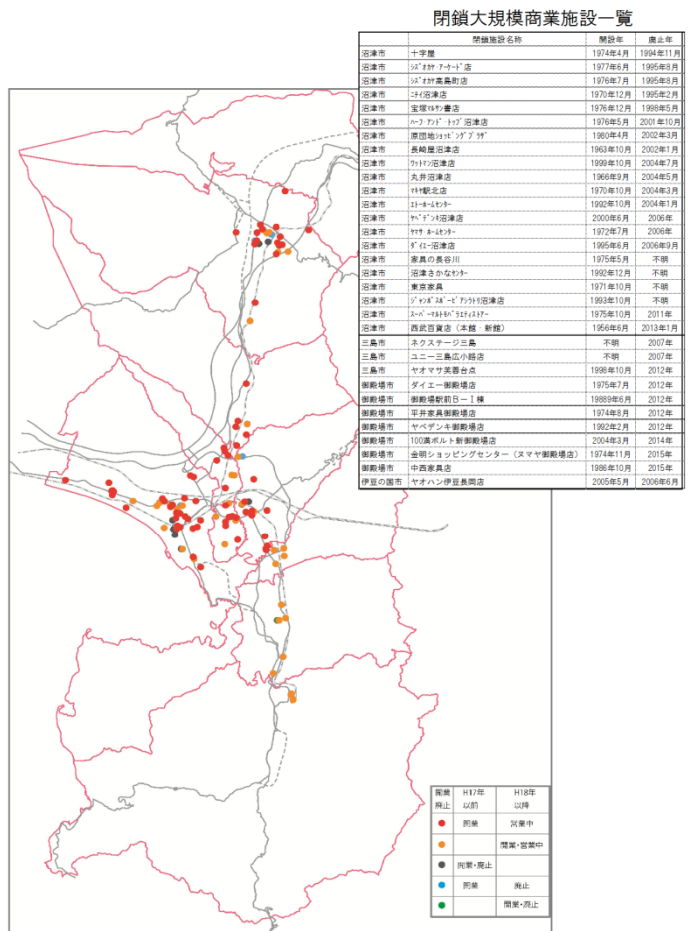 閉鎖大規模商業施設一覧
閉鎖施設名称 開設年 廃止年
沼津市 十字屋 1974年4月 1994年11月
沼津市 ｼｽﾞｵｶﾔ･ｱｰｹｰﾄﾞ店 1977年6月 1995年8月
沼津市 ｼｽﾞｵｶﾔ高島町店 1976年7月 1995年8月
沼津市 ﾆﾁｲ沼津店 1970年12月 1995年2月
沼津市 宝塚ﾏﾙｻﾝ書店 1976年12月 1998年5月
沼津市 ﾊｰﾌ･ｱﾝﾄﾞ･ﾄｯﾌﾟ沼津店 1976年5月 2001年10月
沼津市 原団地ｼｮｯﾋﾟﾝｸﾞﾌﾟﾗｻﾞ 1980年4月 2002年3月
沼津市 長崎屋沼津店 1963年10月 2002年1月
沼津市 ﾜｯﾄﾏﾝ沼津店 1999年10月 2004年7月
沼津市 丸井沼津店 1966年9月 2004年5月
沼津市 ﾏｷﾔ駅北店 1970年10月 2004年3月
沼津市 ｴﾄｰﾎｰﾑｾﾝﾀｰ 1992年10月 2004年1月
沼津市 ﾔﾍﾞﾃﾞﾝｷ沼津店 2000年6月 2006年
沼津市 ﾔﾏｻ ﾎｰﾑｾﾝﾀｰ 1972年7月 2006年
沼津市 ﾀﾞｲｴｰ沼津店 1995年6月 2006年9月
沼津市 家具の長谷川 1975年5月 不明
沼津市 沼津さかなｾﾝﾀｰ 1992年12月 不明
沼津市 東京家具 1971年10月 不明
沼津市 ｼﾞｬﾝﾎﾞｽﾎﾟｰﾋﾞｱｼｸﾄ沼津店 1993年10月 不明
沼津市 ｽｰﾊﾟｰﾏﾙﾄﾓﾊﾞﾗｴﾃｨｽﾄｱｰ 1975年10月 2011年
沼津市 西武百貨店（本館・新館） 1956年6月 2013年1月
三島市 ネクステージ三島 不明 2007年
三島市 ユニー三島広小路店 不明 2007年
三島市 ヤオマサ芙蓉台点 1998年10月 2012年
御殿場市 ダイエー御殿場店 1975年7月 2012年
御殿場市 御殿場駅前Ｂ－Ｉ棟 19889年6月 2012年
御殿場市 平井家具御殿場店 1974年8月 2012年
御殿場市 ヤベデンキ御殿場店 1992年2月 2012年
御殿場市 100満ボルト新御殿場店 2004年3月 2014年
御殿場市 金明ショッピングセンター（ヌマヤ御殿場店） 1974年11月 2015年
御殿場市 中西家具店 1986年10月 2015年
伊豆の国市 ヤオハン伊豆長岡店 2005年5月 2006年6月
開業 H17年 H18年
廃止 以前 以降
開業 営業中
開業・営業中
開業・廃止
開業 廃止
開業・廃止